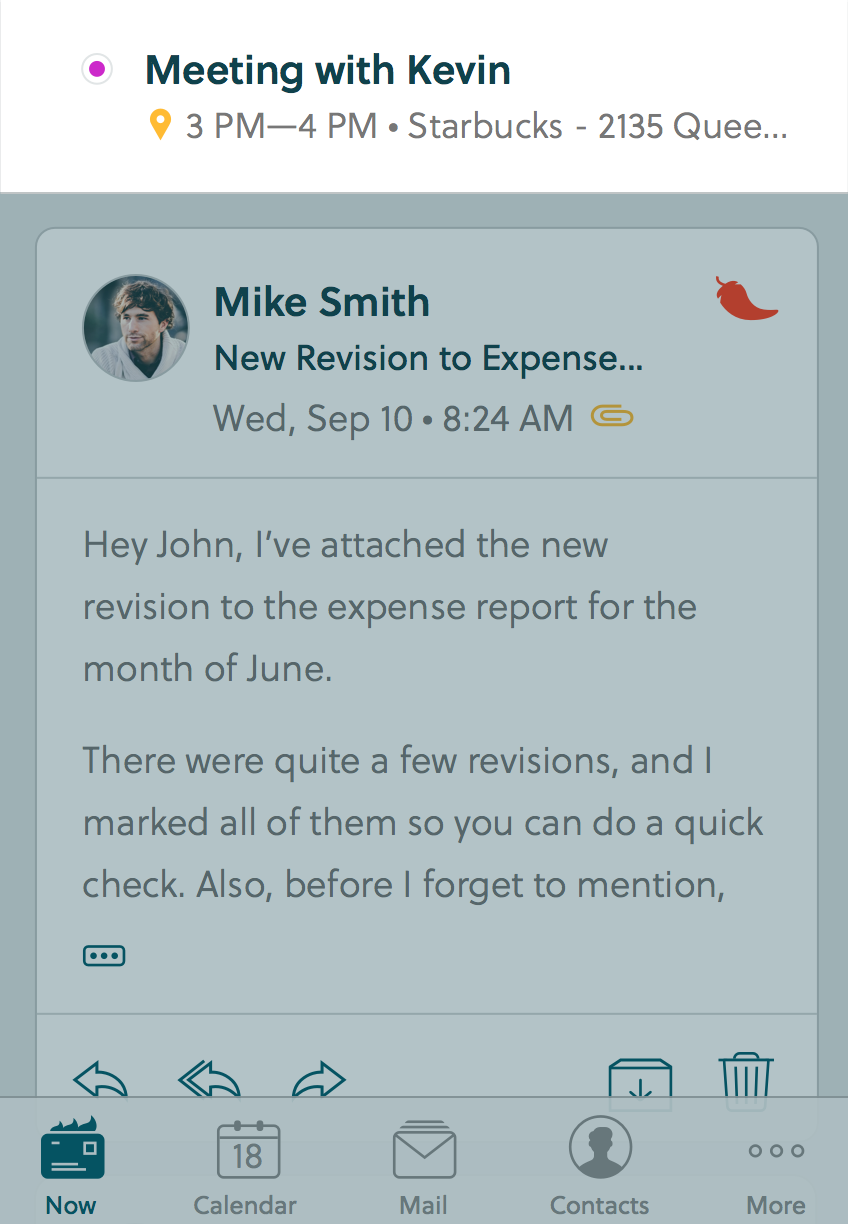 Meeting with Kevin
3 PM—4 PM • Starbucks - 2135 Quee...
Mike Smith
New Revision to Expense...
Wed, Sep 10 • 8:24 AM
Hey John, I've attached the new
revision to the expense report for the
month of June.
There were quite a few revisions, and I
marked all of them so you can do a quick
check. Also, before I forget to mention,
18
Now Calendar Mail Contacts More